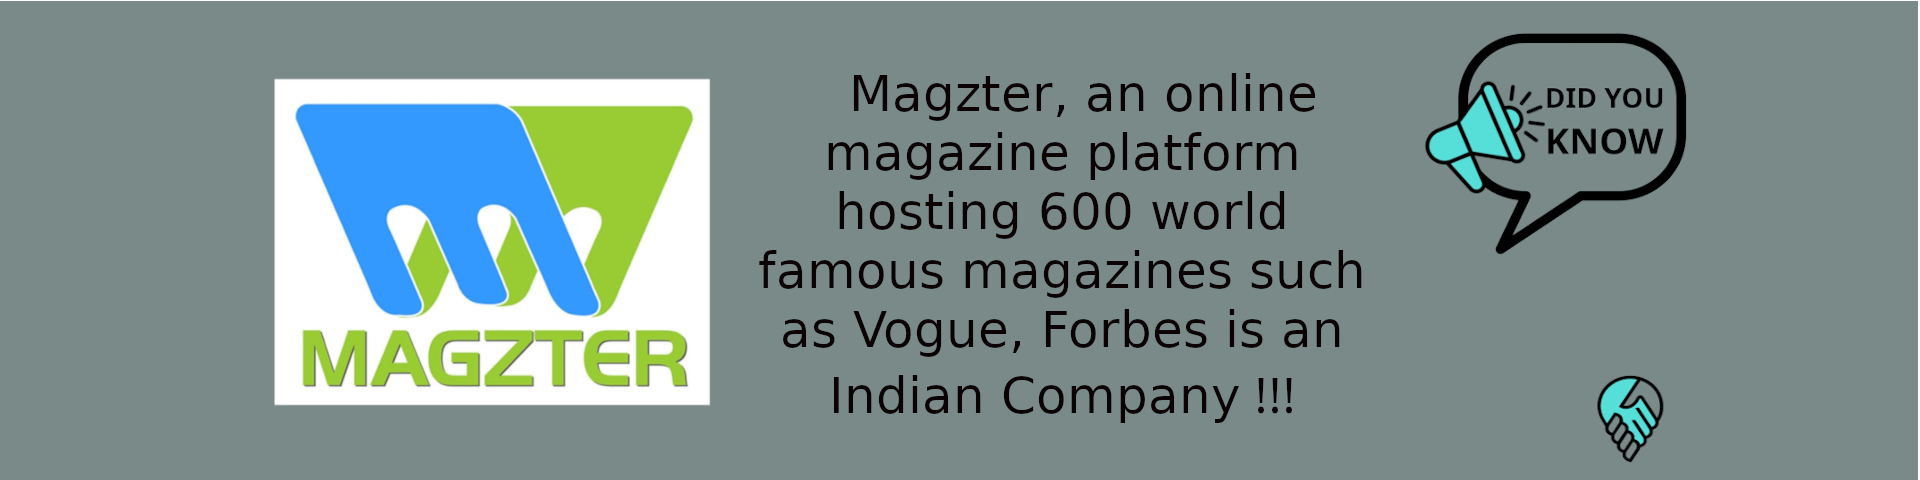 MAGZTER
Magzter, an online
magazine platform
hosting 600 world
famous magazines such
as Vogue, Forbes is an
Indian Company !!!
DID YOU
KNOW